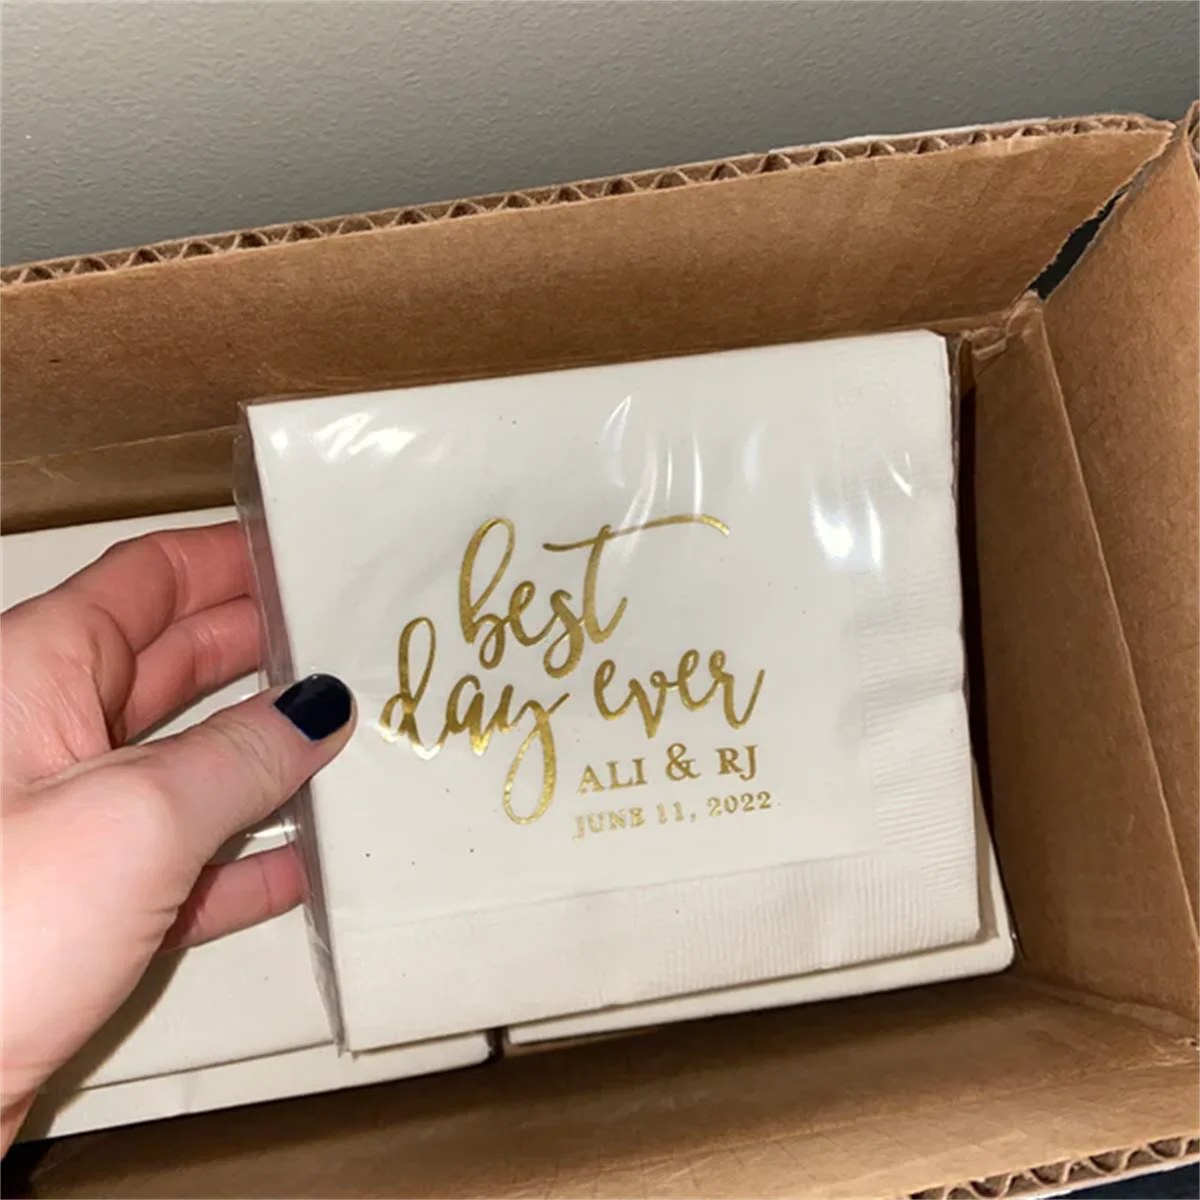 best
day ever
ALI & RJ
JUNE 11, 2022